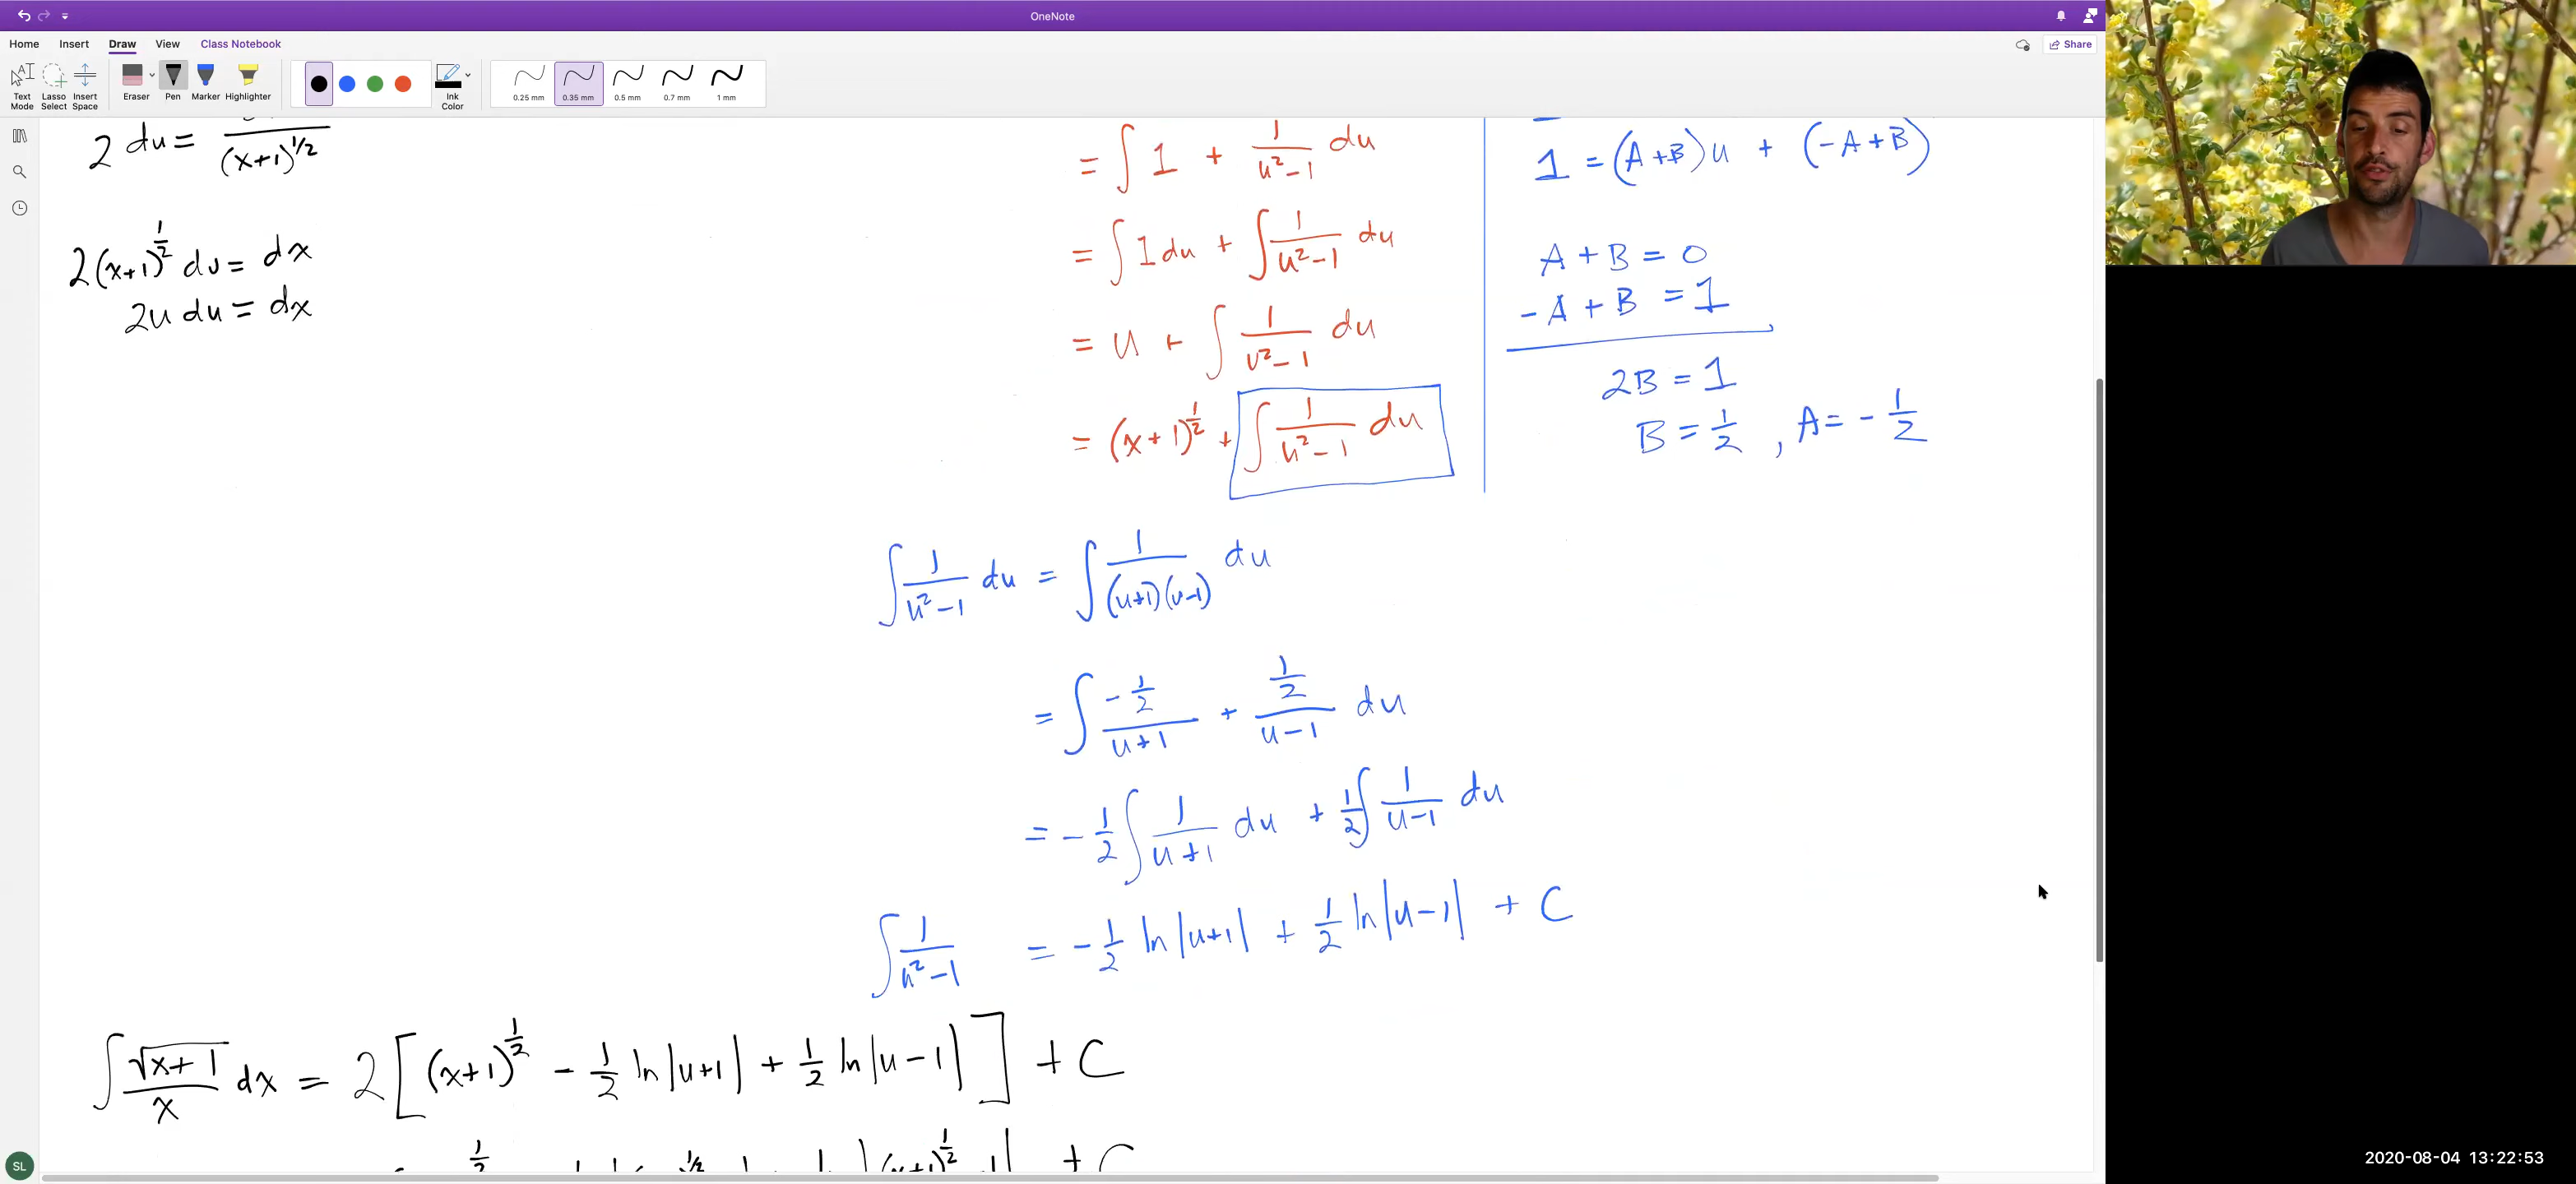 OneNote
Home Insert Draw View Class Notebook
Share
Text Mode
Lasso Select
Insert Space
Eraser
Pen
Marker
Highlighter
Ink Color
0.25 mm
0.35 mm
0.5 mm
0.7 mm
1 mm
2 du = /(x+1)^1/2
2(x+1)^1/2 du = dx
2u du = dx
= ∫ 1 + 1/(u²-1) du
= ∫ 1 du + ∫ 1/(u²-1) du
= u + ∫ 1/(u²-1) du
= (x+1)^1/2 + ∫ 1/(u²-1) du
1 = (A+B)u + (-A+B)
A + B = 0
-A + B = 1
2B = 1
B = 1/2 , A = -1/2
∫ 1/(u²-1) du = ∫ 1/((u+1)(u-1)) du
= ∫ (-1/2)/(u+1) + (1/2)/(u-1) du
= -1/2 ∫ 1/(u+1) du + 1/2 ∫ 1/(u-1) du
∫ 1/(u²-1) = -1/2 ln|u+1| + 1/2 ln|u-1| + C
∫ √(x+1)/x dx = 2[(x+1)^1/2 - 1/2 ln|u+1| + 1/2 ln|u-1|] + C
SL
2020-08-04 13:22:53